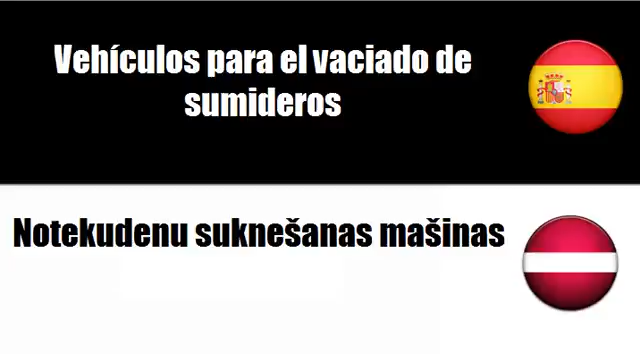 Vehículos para el vaciado de
sumideros
Notekudenu suknešanas mašinas